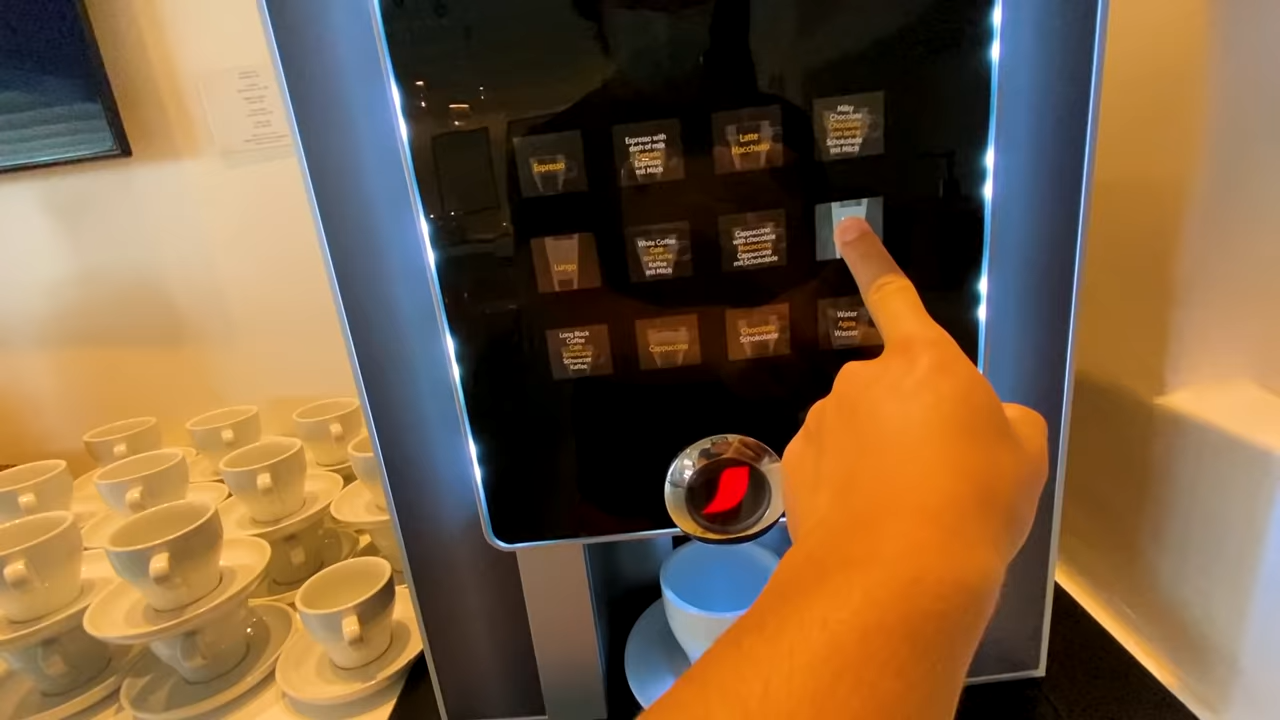 Espresso
Espresso with
dash of milk
Cortado
Espresso
mit Milch
Latte
Macchiato
Milky
Chocolate
Chocolate
con leche
Schokolade
mit Milch
Lungo
White Coffee
Café
con Leche
Kaffee
mit Milch
Cappuccino
with chocolate
Mocaccino
Cappuccino
mit Schokolade
Long Black
Coffee
Café
Americano
Schwarzer
Kaffee
Cappuccino
Chocolate
Schokolade
Water
Agua
Wasser